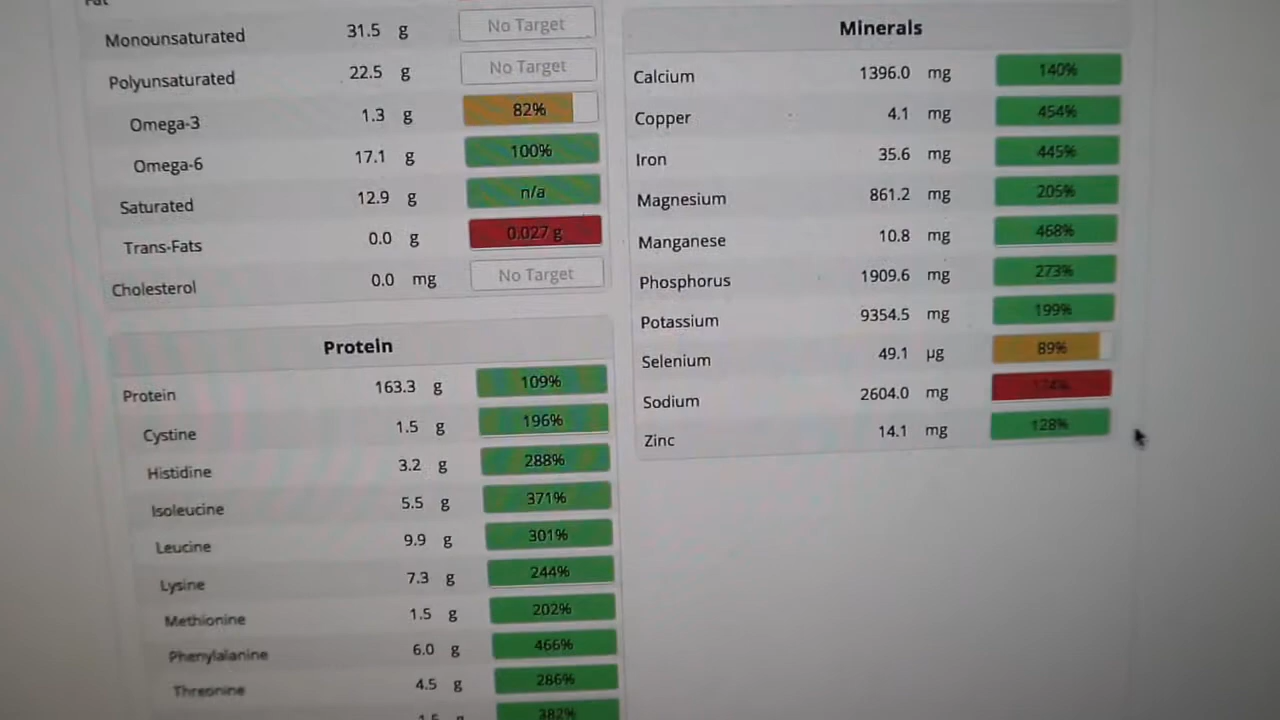 Fat
Monounsaturated 31.5 g No Target
Polyunsaturated 22.5 g No Target
Omega-3 1.3 g 82%
Omega-6 17.1 g 100%
Saturated 12.9 g n/a
Trans-Fats 0.0 g 0.027 g
Cholesterol 0.0 mg No Target
Protein
Protein 163.3 g 109%
Cystine 1.5 g 196%
Histidine 3.2 g 288%
Isoleucine 5.5 g 371%
Leucine 9.9 g 301%
Lysine 7.3 g 244%
Methionine 1.5 g 202%
Phenylalanine 6.0 g 466%
Threonine 4.5 g 286%
1.5 g 382%
Minerals
Calcium 1396.0 mg 140%
Copper 4.1 mg 454%
Iron 35.6 mg 445%
Magnesium 861.2 mg 205%
Manganese 10.8 mg 468%
Phosphorus 1909.6 mg 273%
Potassium 9354.5 mg 199%
Selenium 49.1 µg 89%
Sodium 2604.0 mg 174%
Zinc 14.1 mg 128%